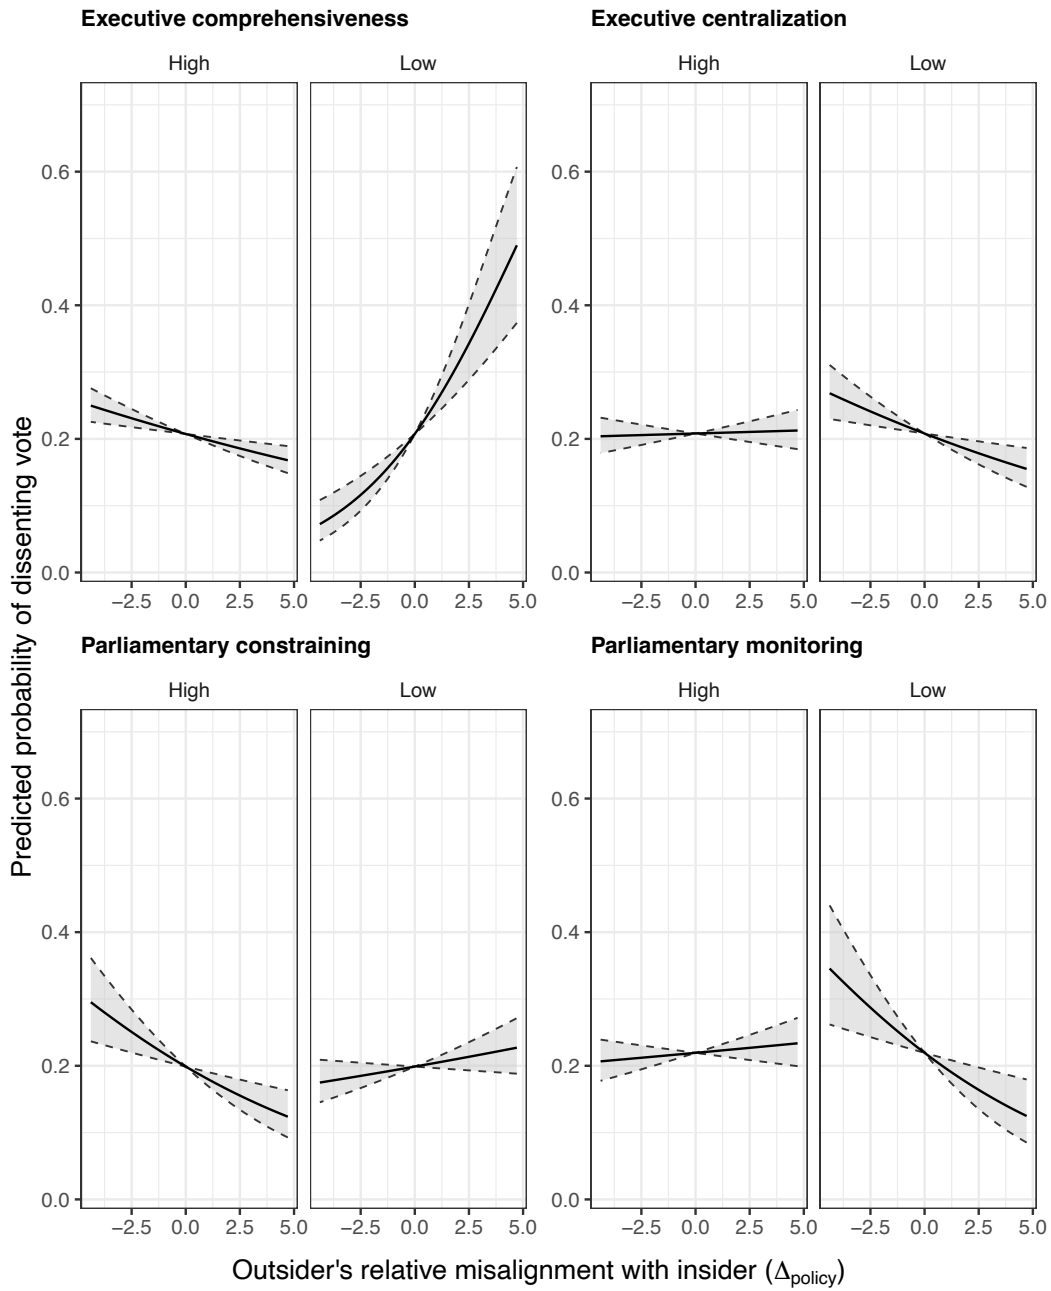 Executive comprehensiveness
Executive centralization
High
Low
High
Low
0.6
0.4
0.2
0.0
0.6
0.4
0.2
0.0
−2.5 0.0 2.5 5.0
−2.5 0.0 2.5 5.0
−2.5 0.0 2.5 5.0
−2.5 0.0 2.5 5.0
Parliamentary constraining
Parliamentary monitoring
High
Low
High
Low
0.6
0.4
0.2
0.0
0.6
0.4
0.2
0.0
−2.5 0.0 2.5 5.0
−2.5 0.0 2.5 5.0
−2.5 0.0 2.5 5.0
−2.5 0.0 2.5 5.0
Predicted probability of dissenting vote
Outsider's relative misalignment with insider (Δpolicy)